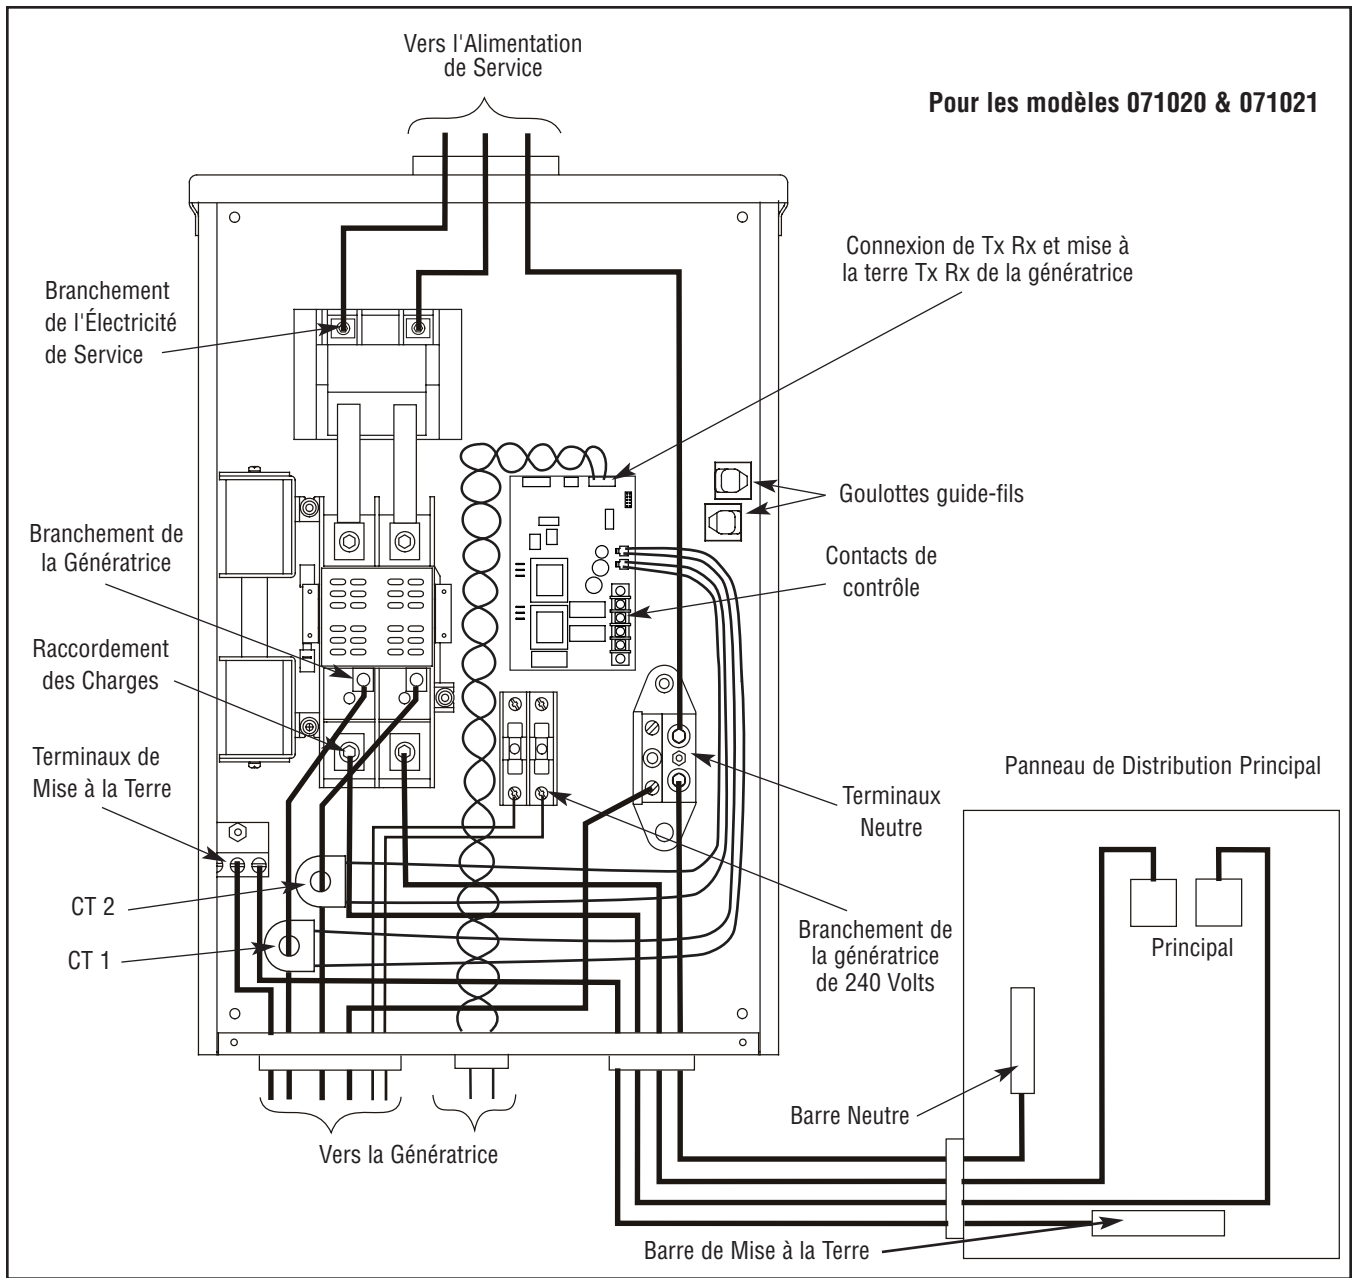 Vers l'Alimentation
de Service
Pour les modèles 071020 & 071021
Connexion de Tx Rx et mise à
la terre Tx Rx de la génératrice
Branchement
de l'Électricité
de Service
Goulottes guide-fils
Branchement de
la Génératrice
Contacts de
contrôle
Raccordement
des Charges
Terminaux de
Mise à la Terre
Panneau de Distribution Principal
Terminaux
Neutre
CT 2
CT 1
Branchement de
la génératrice
de 240 Volts
Principal
Barre Neutre
Vers la Génératrice
Barre de Mise à la Terre